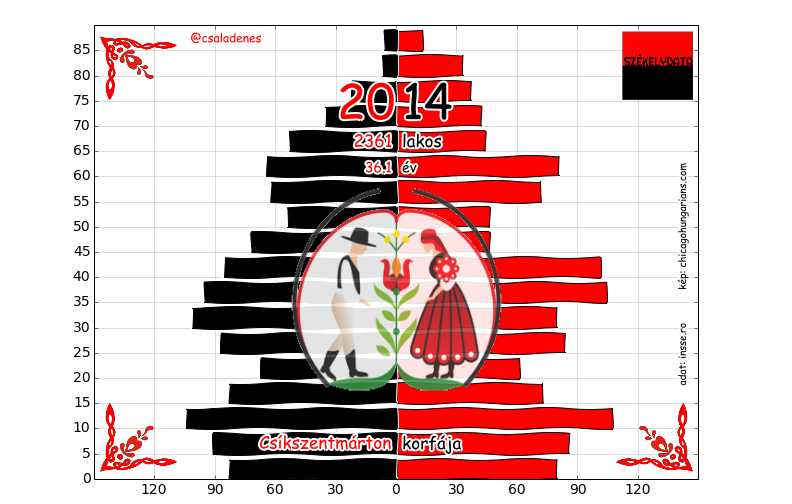 @csaladenes
SZÉKELYDATA
2014
2361 lakos
36.1 év
kép: chicagohungarians.com
adat: insse.ro
Csíkszentmárton korfája
85
80
75
70
65
60
55
50
45
40
35
30
25
20
15
10
5
0
120 90 60 30 0 30 60 90 120